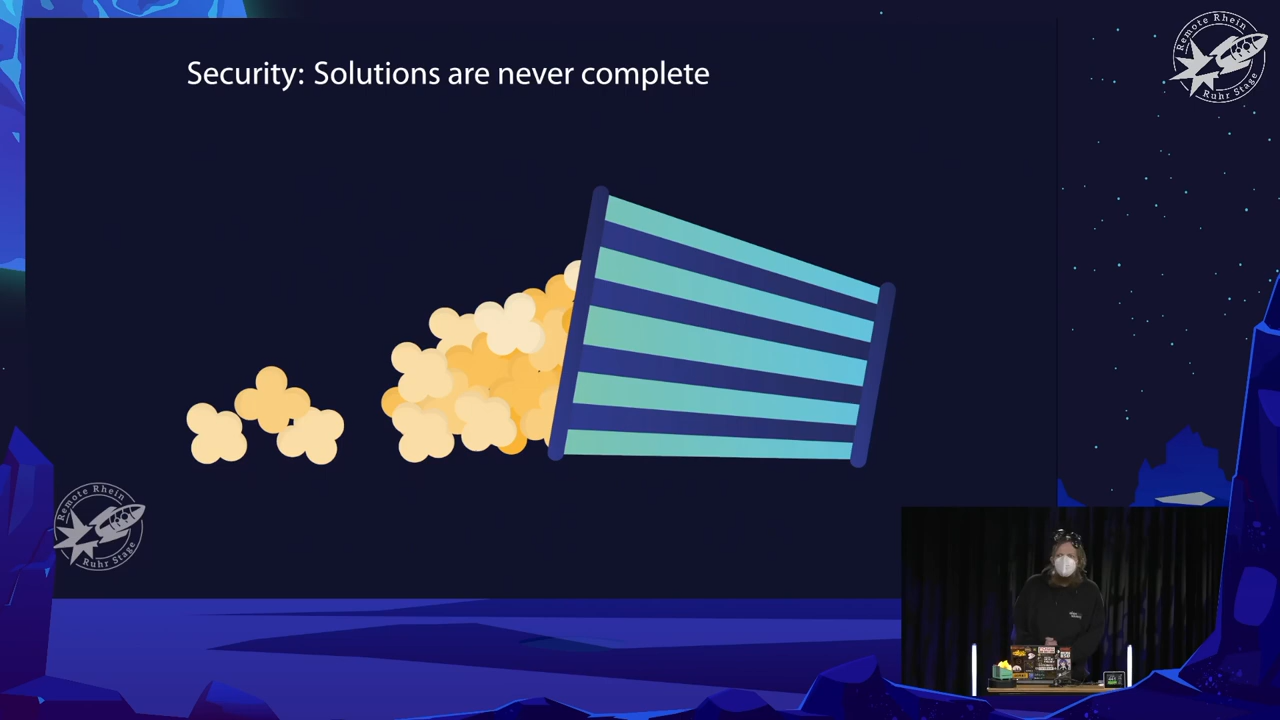 Security: Solutions are never complete
Remote Rhein
Ruhr Stage
Remote Rhein
Ruhr Stage